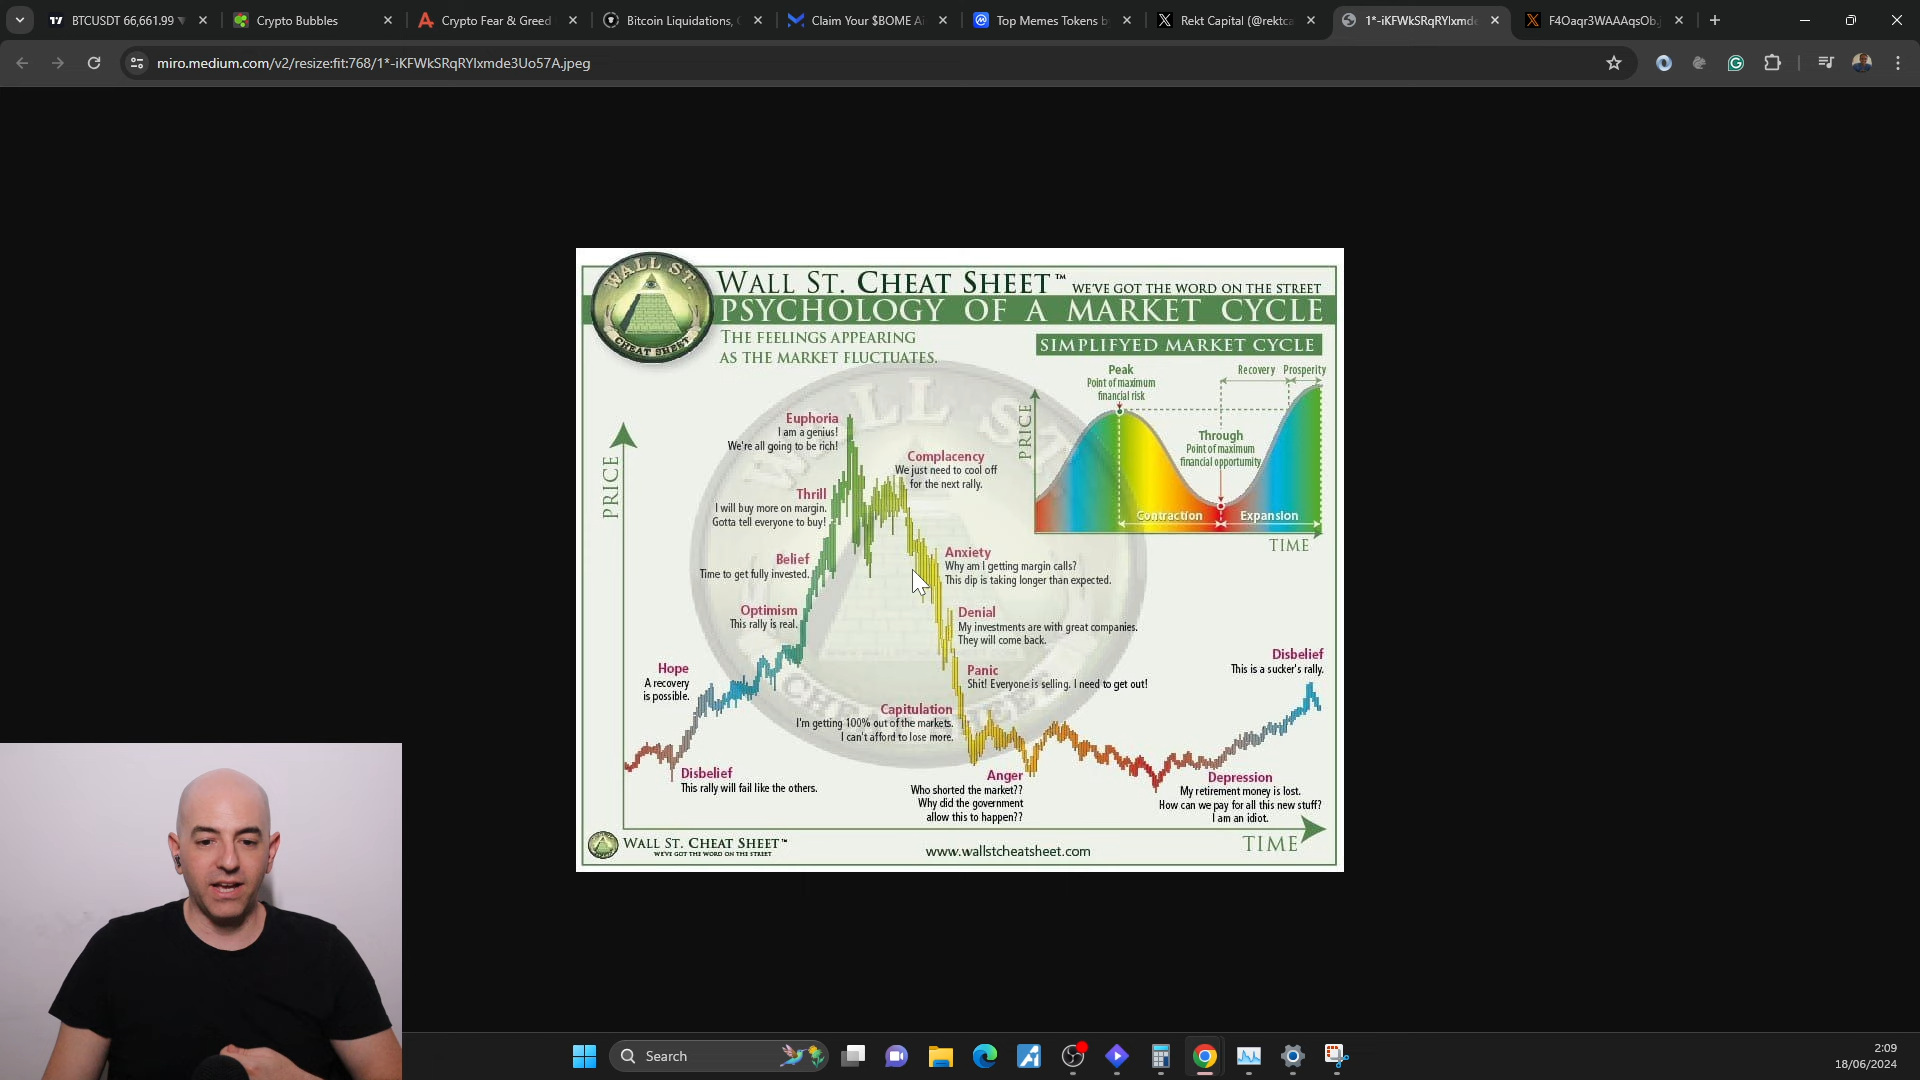 BTCUSDT 66,661.99
Crypto Bubbles
Crypto Fear & Greed
Bitcoin Liquidations,
Claim Your $BOME Ai
Top Memes Tokens b
Rekt Capital (@rektca
1*-iKFWkSRqRYlxmde
F4Oaqr3WAAAqsOb.j
miro.medium.com/v2/resize:fit:768/1*-iKFWkSRqRYlxmde3Uo57A.jpeg
WALL ST.
CHEAT SHEET
WALL ST. CHEAT SHEET™ WE'VE GOT THE WORD ON THE STREET
PSYCHOLOGY OF A MARKET CYCLE
THE FEELINGS APPEARING
AS THE MARKET FLUCTUATES.
SIMPLIFYED MARKET CYCLE
Peak
Point of maximum
financial risk
Recovery Prosperity
PRICE
Through
Point of maximum
financial opportunity
Contraction
Expansion
TIME
PRICE
Euphoria
I am a genius!
We're all going to be rich!
Complacency
We just need to cool off
for the next rally.
Thrill
I will buy more on margin.
Gotta tell everyone to buy!
Belief
Time to get fully invested.
Anxiety
Why am I getting margin calls?
This dip is taking longer than expected.
Optimism
This rally is real.
Denial
My investments are with great companies.
They will come back.
Hope
A recovery
is possible.
Panic
Shit! Everyone is selling. I need to get out!
Disbelief
This is a sucker's rally.
Capitulation
I'm getting 100% out of the markets.
I can't afford to lose more.
Disbelief
This rally will fail like the others.
Anger
Who shorted the market??
Why did the government
allow this to happen??
Depression
My retirement money is lost.
How can we pay for all this new stuff?
I am an idiot.
WALL ST. CHEAT SHEET™
WE'VE GOT THE WORD ON THE STREET
www.wallstcheatsheet.com
TIME
Search
2:09
18/06/2024